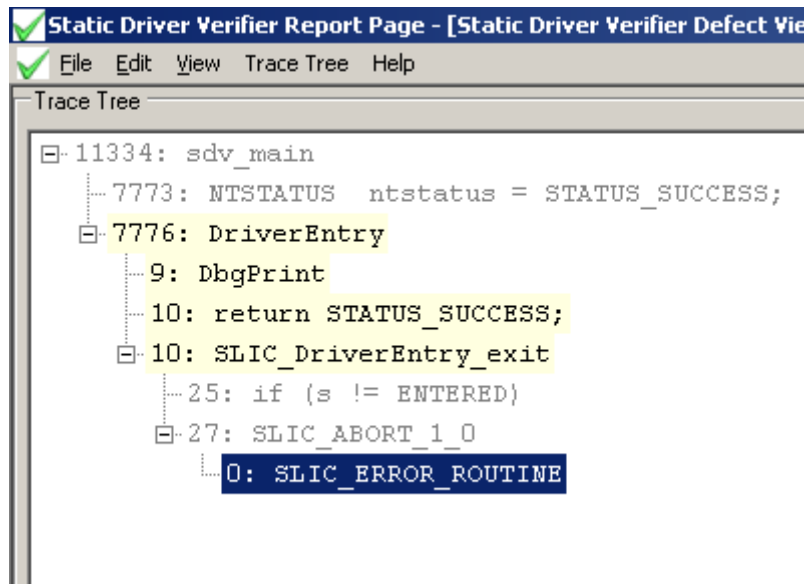 Static Driver Verifier Report Page - [Static Driver Verifier Defect Vie
File Edit View Trace Tree Help
Trace Tree
11334: sdv_main
7773: NTSTATUS ntstatus = STATUS_SUCCESS;
7776: DriverEntry
9: DbgPrint
10: return STATUS_SUCCESS;
10: SLIC_DriverEntry_exit
25: if (s != ENTERED)
27: SLIC_ABORT_1_0
0: SLIC_ERROR_ROUTINE